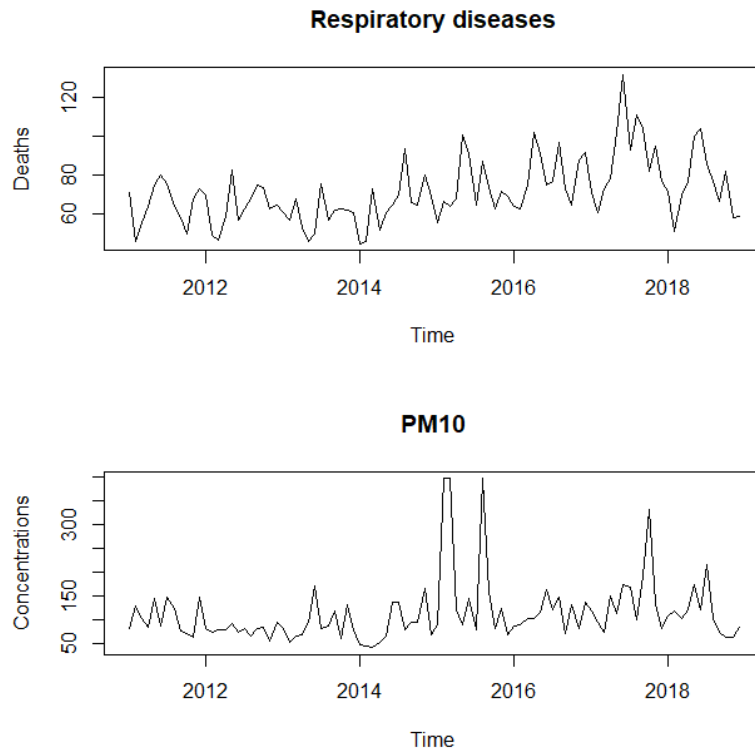 Respiratory diseases
120
80
60
Deaths
2012 2014 2016 2018
Time
PM10
300
150
50
Concentrations
2012 2014 2016 2018
Time